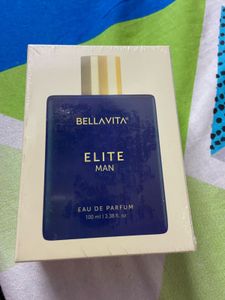 BELLAVITA®
ELITE
MAN
EAU DE PARFUM
100 ml | 3.38 fl. oz